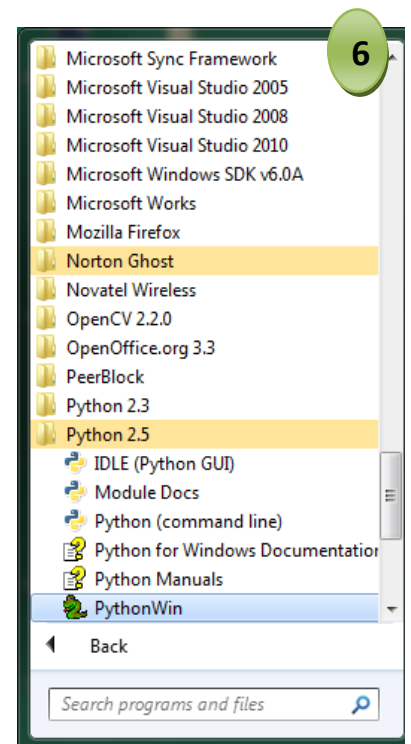 6
Microsoft Sync Framework
Microsoft Visual Studio 2005
Microsoft Visual Studio 2008
Microsoft Visual Studio 2010
Microsoft Windows SDK v6.0A
Microsoft Works
Mozilla Firefox
Norton Ghost
Novatel Wireless
OpenCV 2.2.0
OpenOffice.org 3.3
PeerBlock
Python 2.3
Python 2.5
IDLE (Python GUI)
Module Docs
Python (command line)
Python for Windows Documentation
Python Manuals
PythonWin
Back
Search programs and files